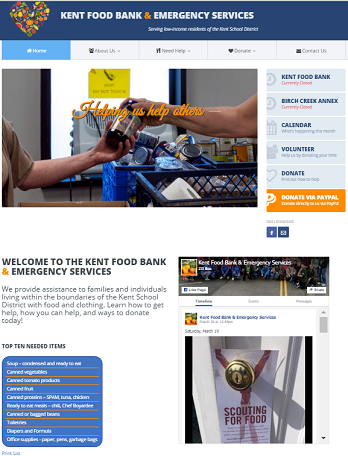 KENT FOOD BANK & EMERGENCY SERVICES
Serving low-income residents of the Kent School District
Home
About Us
Need Help
Donate
Contact Us
Helping us help others
KENT FOOD BANK
Currently Closed
BIRCH CREEK ANNEX
Currently Closed
CALENDAR
What's happening this month
VOLUNTEER
Help us by donating your time
DONATE
Find out how to help
DONATE VIA PAYPAL
Donate directly to us via PayPal
WELCOME TO THE KENT FOOD BANK
& EMERGENCY SERVICES
We provide assistance to families and individuals
living within the boundaries of the Kent School
District with food and clothing. Learn how to get
help, how you can help, and ways to donate
today!
TOP TEN NEEDED ITEMS
Soup - condensed and ready to eat
Canned vegetables
Canned tomato products
Canned fruit
Canned proteins – SPAM, tuna, chicken
Ready to eat meals – chili, Chef Boyardee
Canned or bagged beans
Toiletries
Diapers and Formula
Office supplies - paper, pens, garbage bags
Print List
Kent Food Bank & Emergency Services
Like Page
Share
Timeline
Events
Messages
Kent Food Bank & Emergency Services
Saturday, March 28
SCOUTING
FOR FOOD